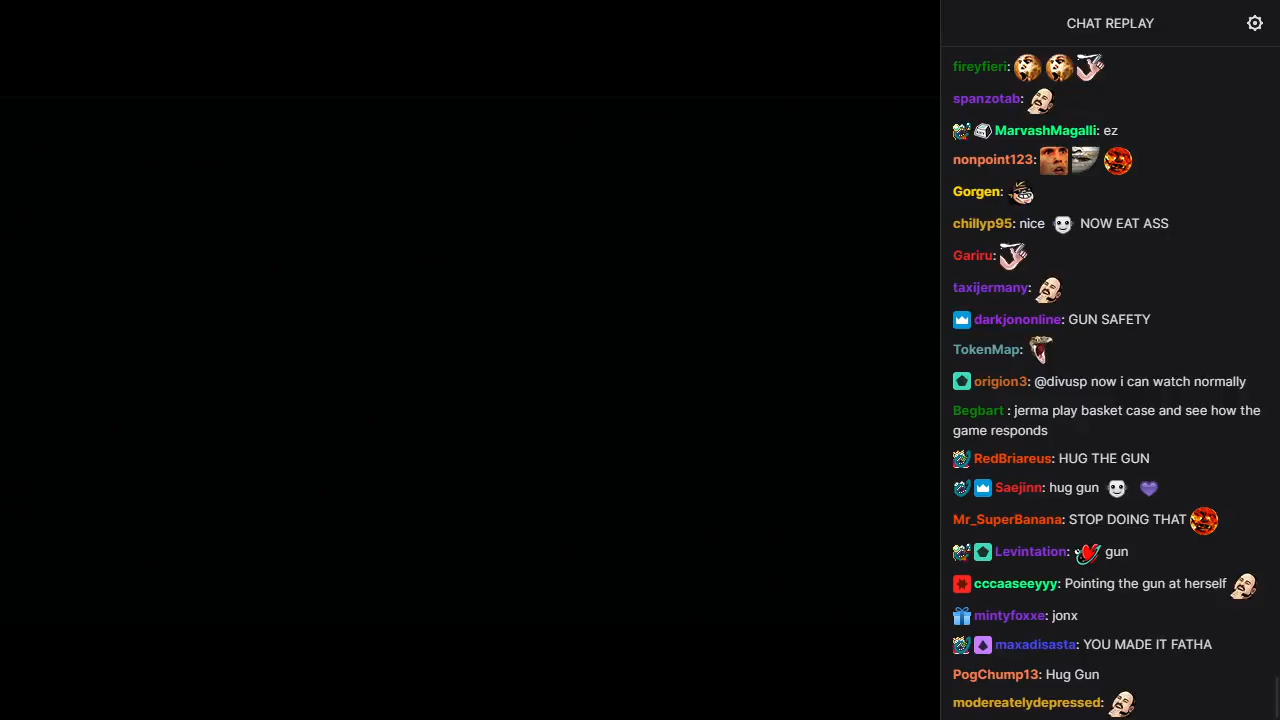 CHAT REPLAY
fireyfieri:
spanzotab:
MarvashMagalli: ez
nonpoint123:
Gorgen:
chillyp95: nice NOW EAT ASS
Gariru:
taxijermany:
darkjononline: GUN SAFETY
TokenMap:
origion3: @divusp now i can watch normally
Begbart : jerma play basket case and see how the
game responds
RedBriareus: HUG THE GUN
Saejinn: hug gun
Mr_SuperBanana: STOP DOING THAT
Levintation: gun
cccaaseeyyy: Pointing the gun at herself
mintyfoxxe: jonx
maxadisasta: YOU MADE IT FATHA
PogChump13: Hug Gun
modereatelydepressed: